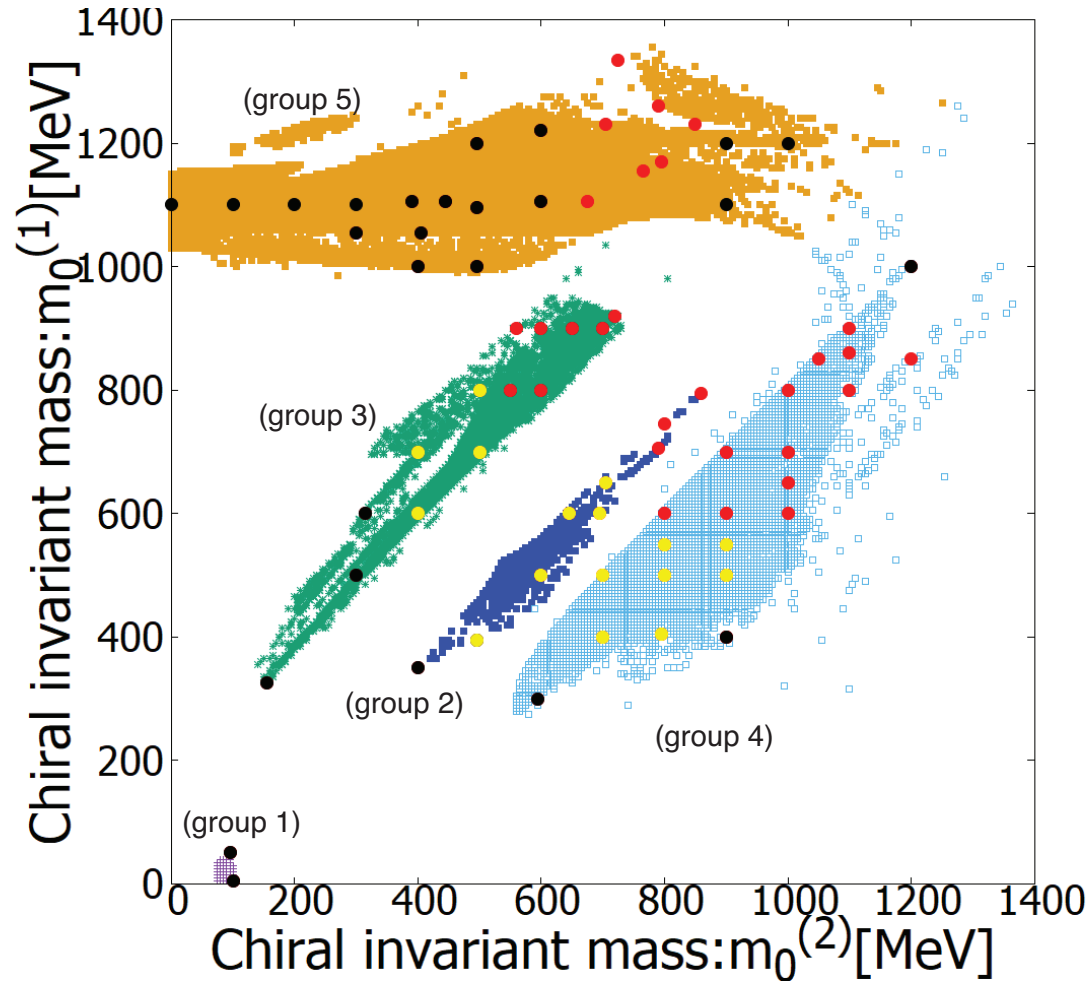 1400
1200
1000
800
600
400
200
0
Chiral invariant mass:m0(1)[MeV]
(group 5)
(group 3)
(group 2)
(group 4)
(group 1)
0 200 400 600 800 1000 1200 1400
Chiral invariant mass:m0(2)[MeV]